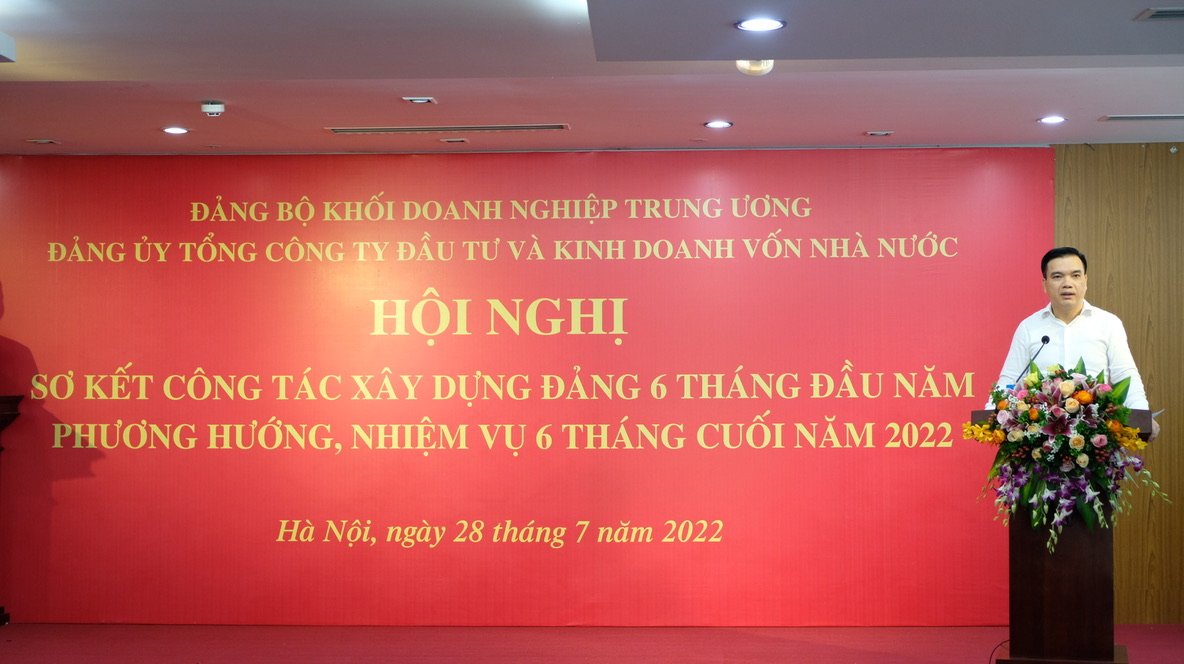 ĐẢNG BỘ KHỐI DOANH NGHIỆP TRUNG ƯƠNG
ĐẢNG ỦY TỔNG CÔNG TY ĐẦU TƯ VÀ KINH DOANH VỐN NHÀ NƯỚC
HỘI NGHỊ
SƠ KẾT CÔNG TÁC XÂY DỰNG ĐẢNG 6 THÁNG ĐẦU NĂM
PHƯƠNG HƯỚNG, NHIỆM VỤ 6 THÁNG CUỐI NĂM 2022
Hà Nội, ngày 28 tháng 7 năm 2022